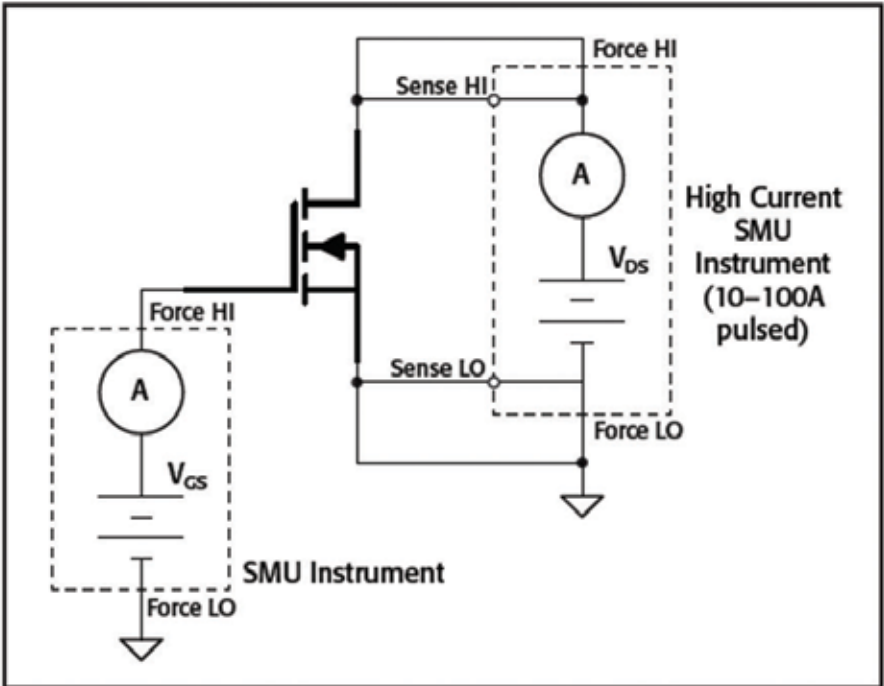 Force HI
Sense HI
A
High Current
SMU
Instrument
(10–100A
pulsed)
VDS
Force HI
A
Sense LO
Force LO
VGS
SMU Instrument
Force LO